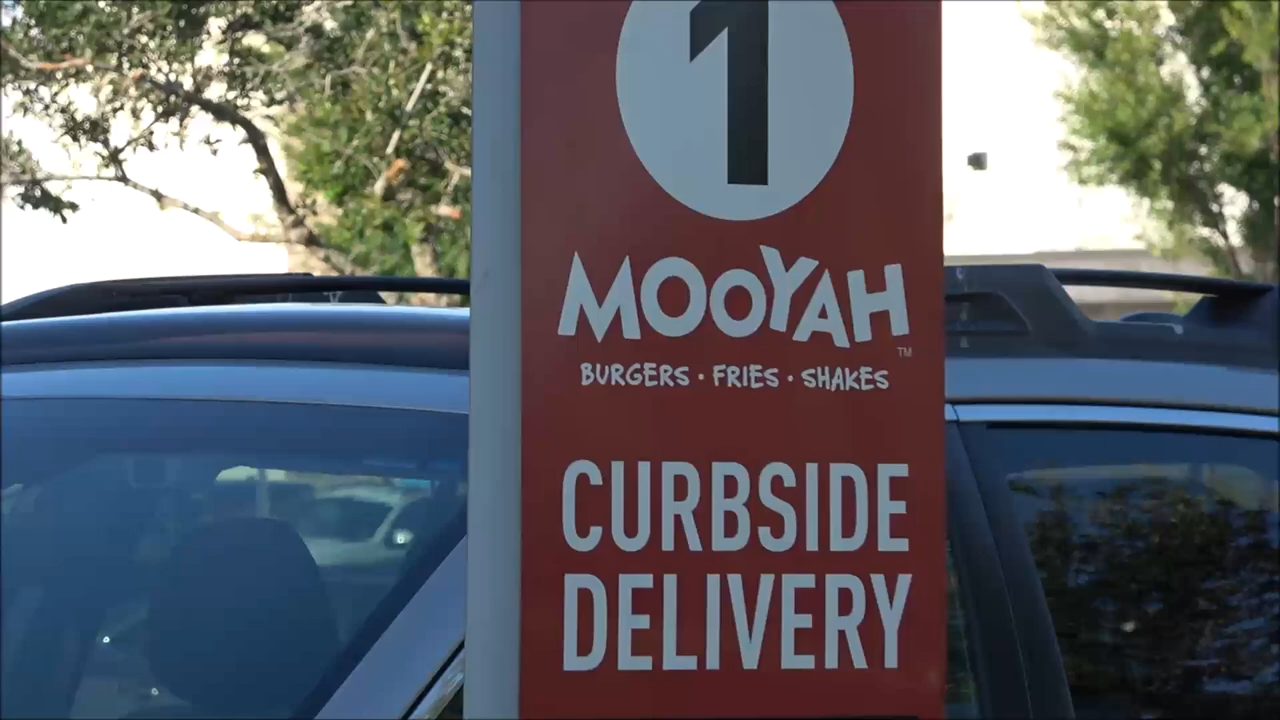 1
MOOYAH
TM
BURGERS · FRIES · SHAKES
CURBSIDE
DELIVERY